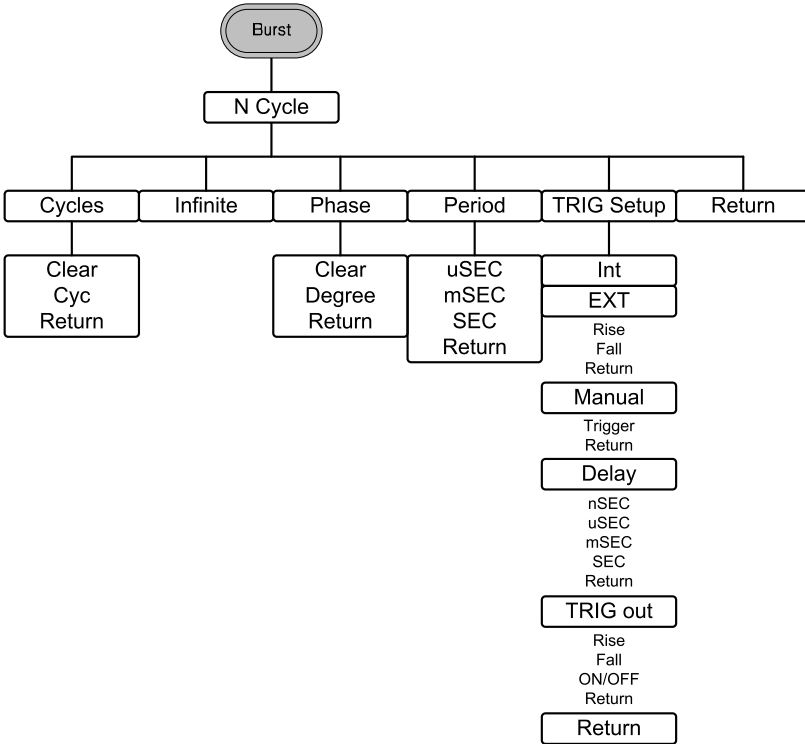 Burst
N Cycle
Cycles
Infinite
Phase
Period
TRIG Setup
Return
Clear
Cyc
Return
Clear
Degree
Return
uSEC
mSEC
SEC
Return
Int
EXT
Rise
Fall
Return
Manual
Trigger
Return
Delay
nSEC
uSEC
mSEC
SEC
Return
TRIG out
Rise
Fall
ON/OFF
Return
Return